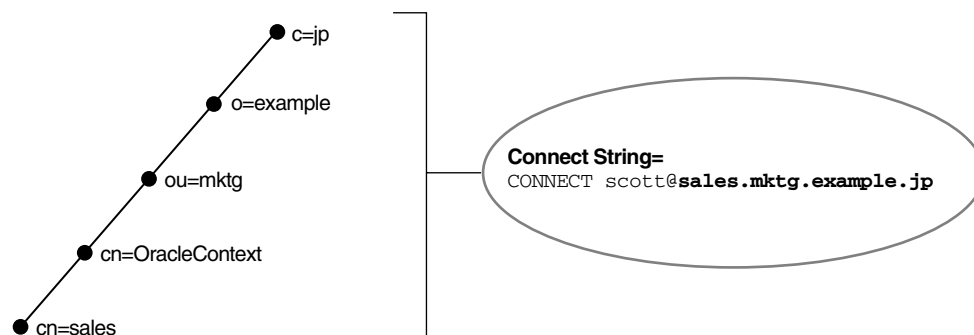 c=jp
o=example
ou=mktg
cn=OracleContext
cn=sales
Connect String=
CONNECT scott@sales.mktg.example.jp